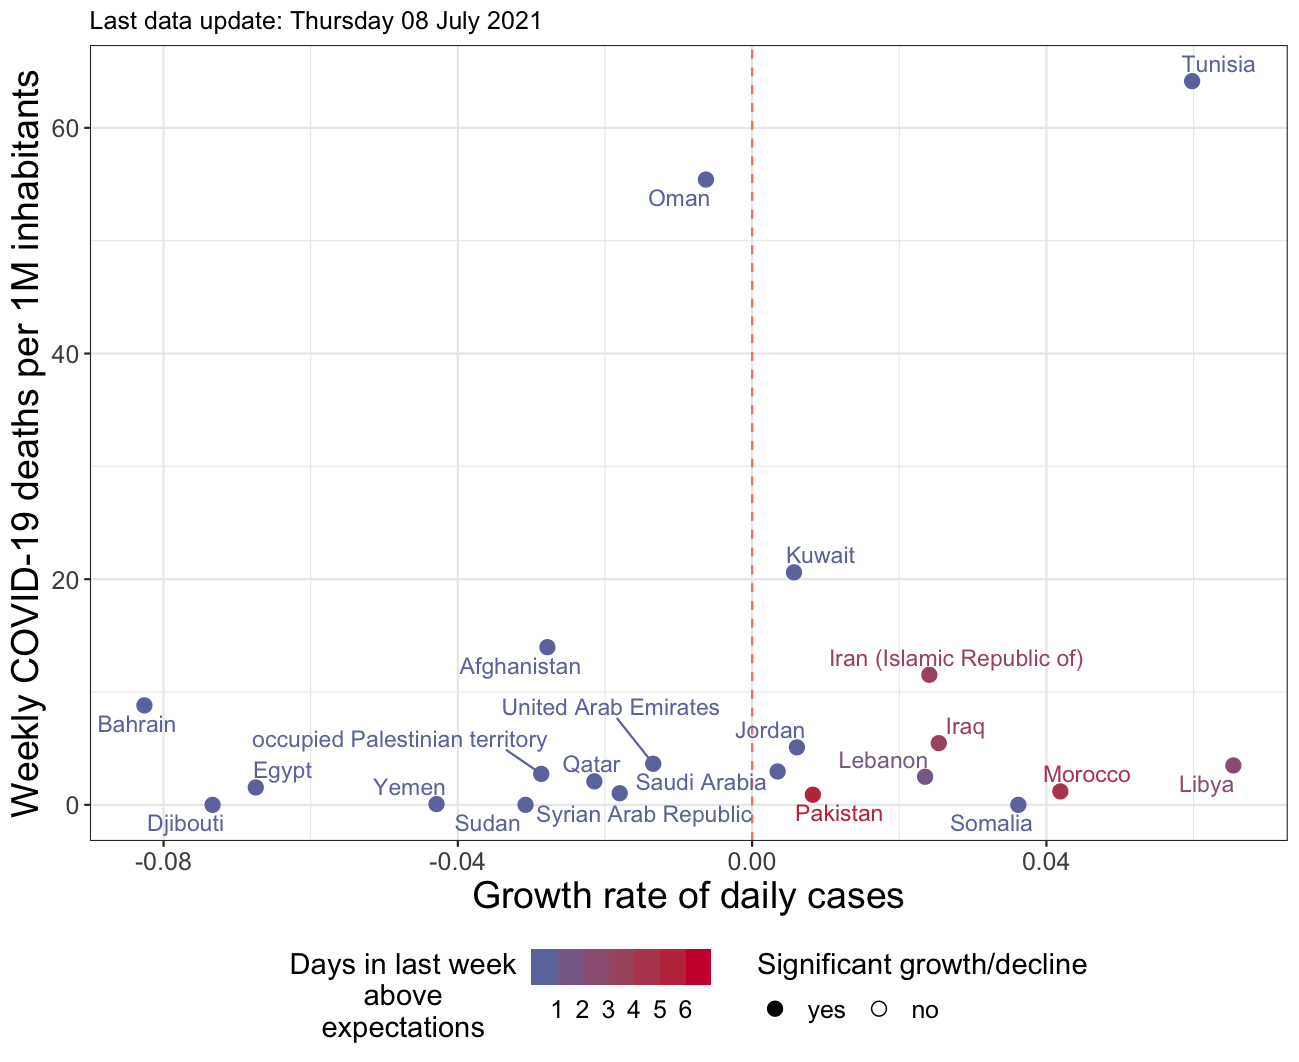 Last data update: Thursday 08 July 2021
Weekly COVID-19 deaths per 1M inhabitants
60
40
20
0
Tunisia
Oman
Kuwait
Iran (Islamic Republic of)
Afghanistan
United Arab Emirates
Bahrain
Iraq
Jordan
occupied Palestinian territory
Lebanon
Qatar
Egypt
Morocco
Saudi Arabia
Libya
Yemen
Syrian Arab Republic
Pakistan
Djibouti
Sudan
Somalia
-0.08
-0.04
0.00
0.04
Growth rate of daily cases
Days in last week
above
expectations
1 2 3 4 5 6
Significant growth/decline
yes no